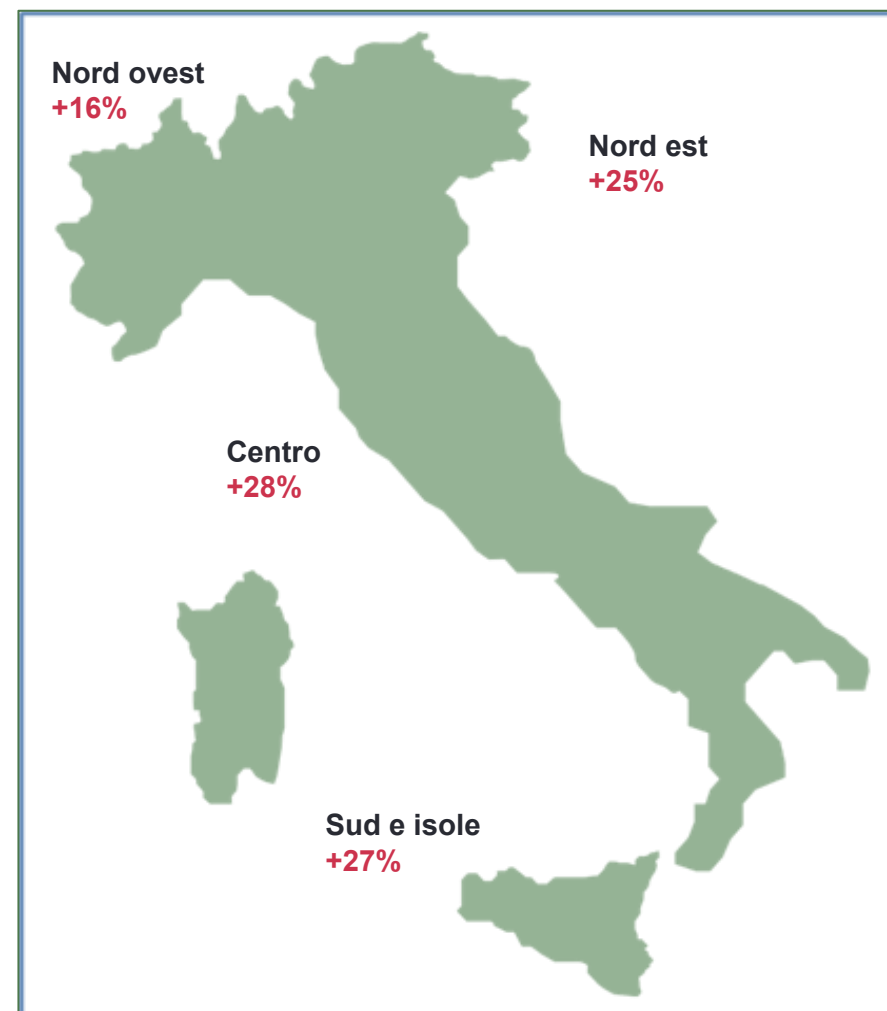 Nord ovest
+16%
Nord est
+25%
Centro
+28%
Sud e isole
+27%